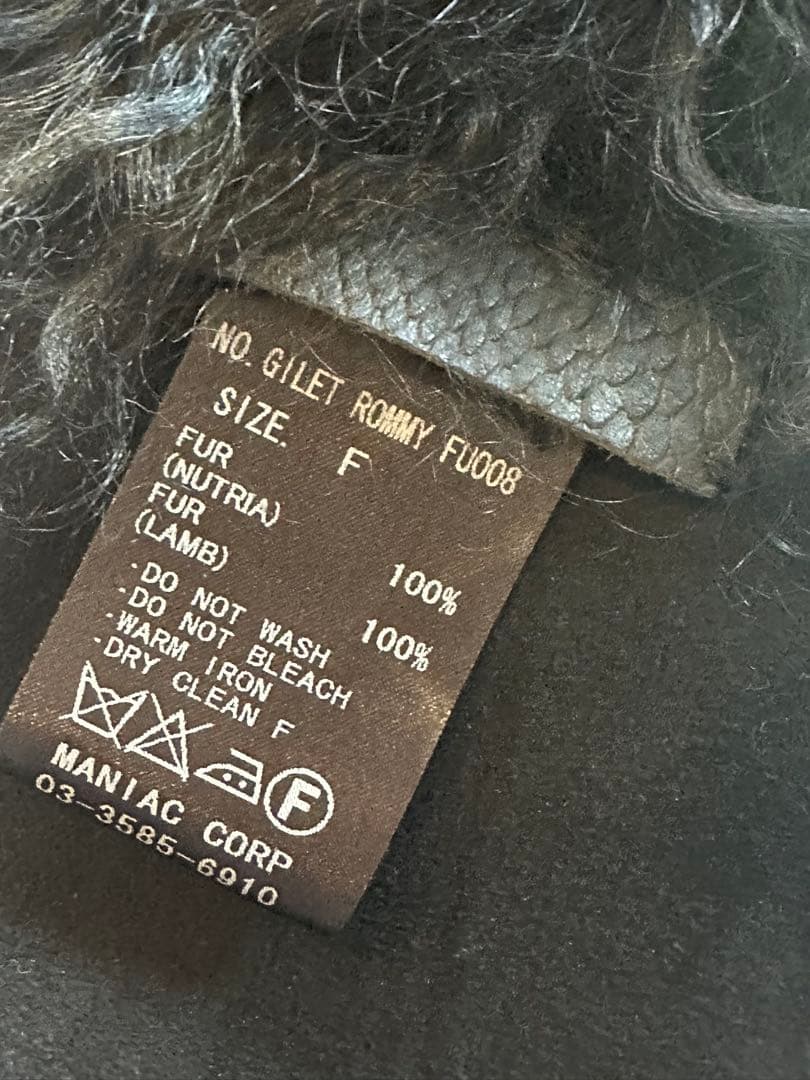 NO. GILET ROMMY FU008
SIZE. F
FUR
(NUTRIA) 100%
FUR
(LAMB) 100%
·DO NOT WASH
·DO NOT BLEACH
·WARM IRON
·DRY CLEAN F
F
MANIAC CORP
03-3585-6910